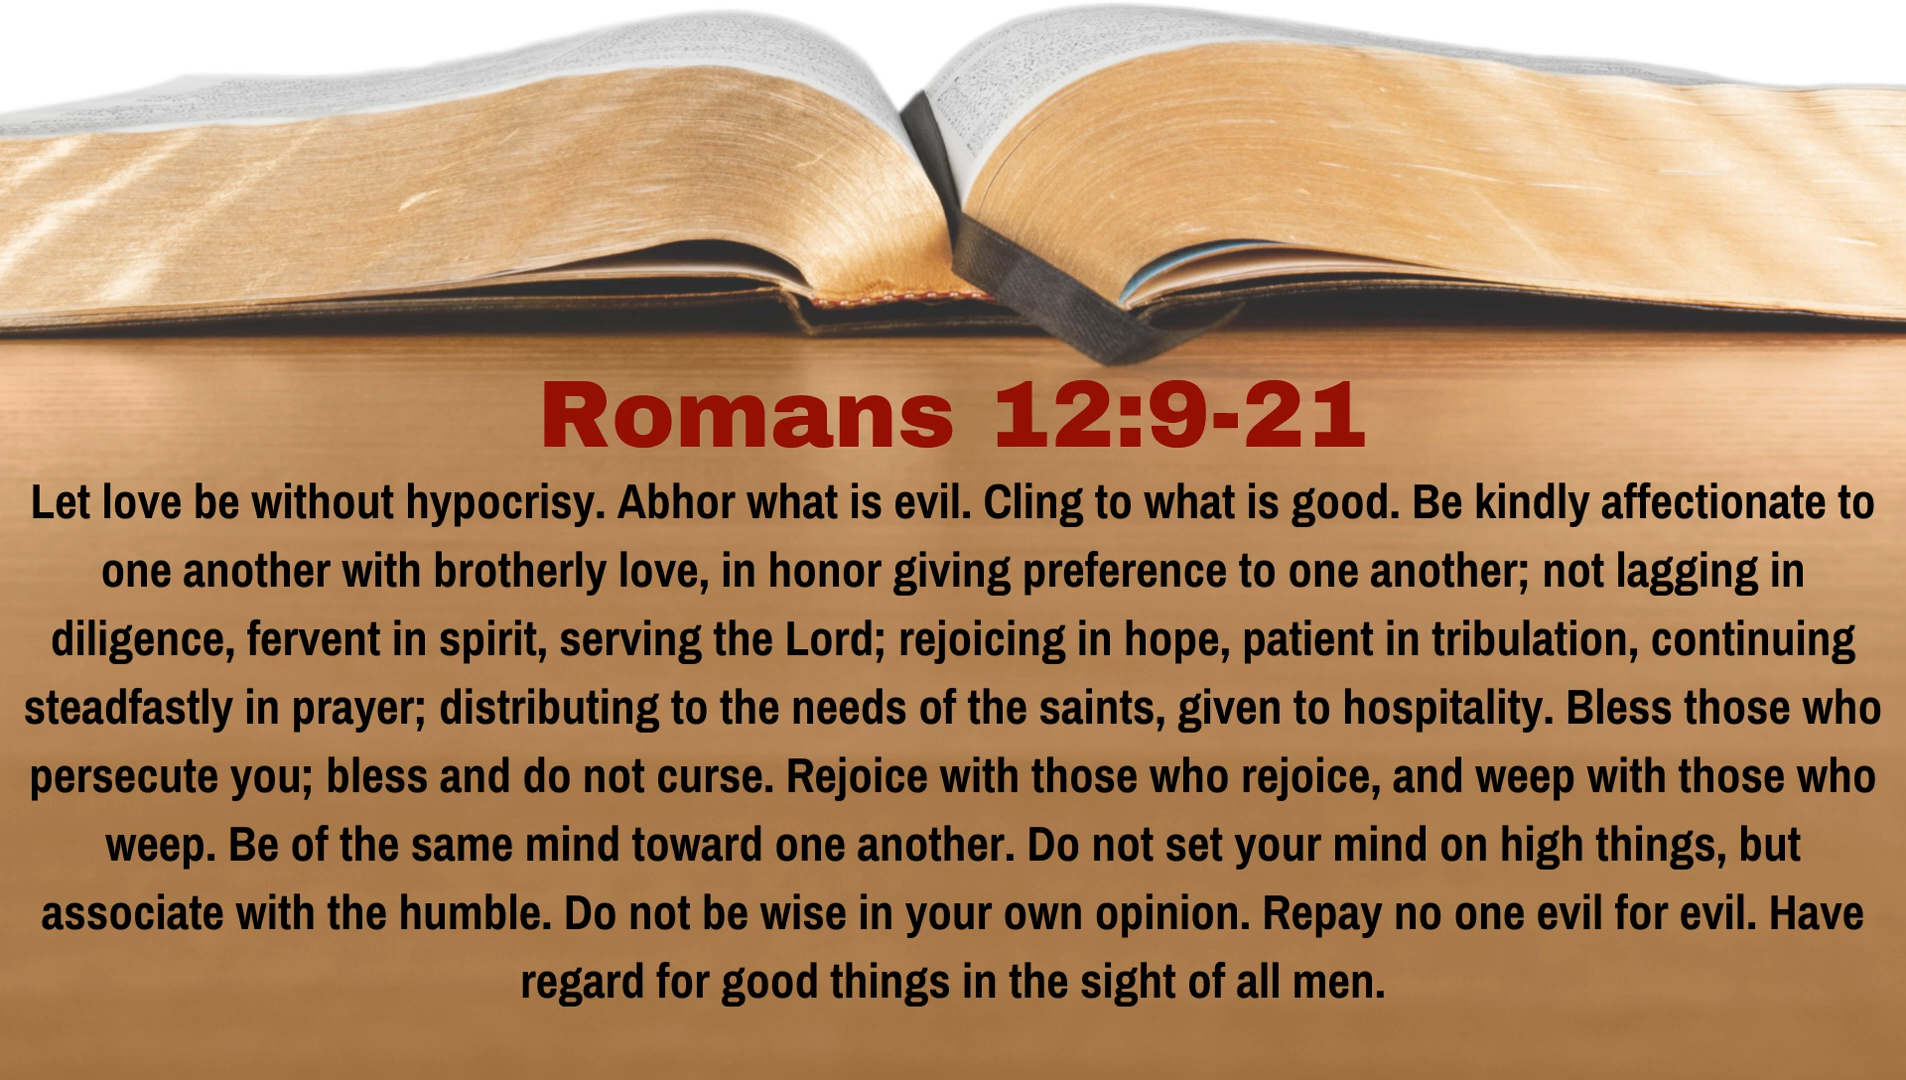 Romans 12:9-21
Let love be without hypocrisy. Abhor what is evil. Cling to what is good. Be kindly affectionate to
one another with brotherly love, in honor giving preference to one another; not lagging in
diligence, fervent in spirit, serving the Lord; rejoicing in hope, patient in tribulation, continuing
steadfastly in prayer; distributing to the needs of the saints, given to hospitality. Bless those who
persecute you; bless and do not curse. Rejoice with those who rejoice, and weep with those who
weep. Be of the same mind toward one another. Do not set your mind on high things, but
associate with the humble. Do not be wise in your own opinion. Repay no one evil for evil. Have
regard for good things in the sight of all men.